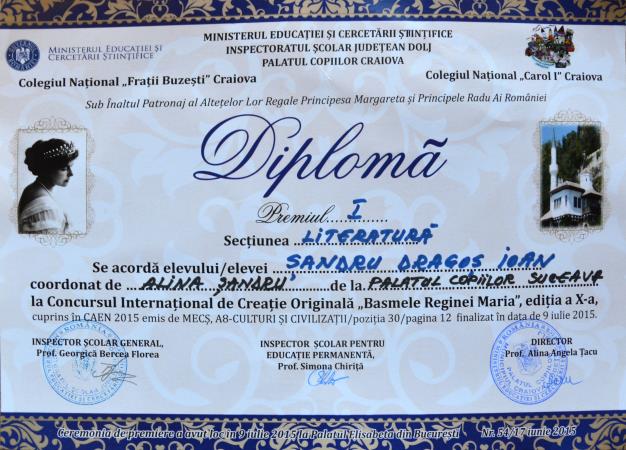 MINISTERUL EDUCAȚIEI ȘI CERCETĂRII ȘTIINȚIFICE
INSPECTORATUL ȘCOLAR JUDEȚEAN DOLJ
PALATUL COPIILOR CRAIOVA
MINISTERUL EDUCAȚIEI ȘI
CERCETĂRII ȘTIINȚIFICE
Colegiul Național „Frații Buzești” Craiova
Colegiul Național „Carol I” Craiova
Sub Înaltul Patronaj al Altețelor Lor Regale Principesa Margareta și Principele Radu Ai României
Diplomă
Premiul I
Secțiunea LITERATURĂ
Se acordă elevului/elevei SANDRU DRAGOS IOAN
coordonat de ALINA ȘANDRU de la PALATUL COPIILOR SUCEAVA
la Concursul Internațional de Creație Originală „Basmele Reginei Maria”, ediția a X-a,
cuprins în CAEN 2015 emis de MECȘ, A8-CULTURI ȘI CIVILIZAȚII/poziția 30/pagina 12 finalizat în data de 9 iulie 2015.
INSPECTOR ȘCOLAR GENERAL,
Prof. Georgică Bercea Florea
INSPECTOR ȘCOLAR PENTRU
EDUCAȚIE PERMANENTĂ,
Prof. Simona Chiriță
DIRECTOR
Prof. Alina Angela Țacu
Ceremonia de premiere a avut loc în 9 iulie 2015 la Palatul Elisabeta din București
Nr. 54/17 iunie 2015